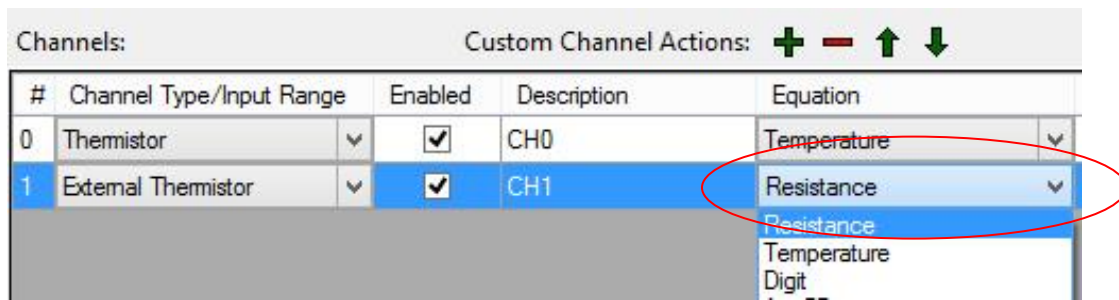 Channels: Custom Channel Actions:
# Channel Type/Input Range Enabled Description Equation
0 Thermistor CH0 Temperature
1 External Thermistor CH1 Resistance
Resistance
Temperature
Digit